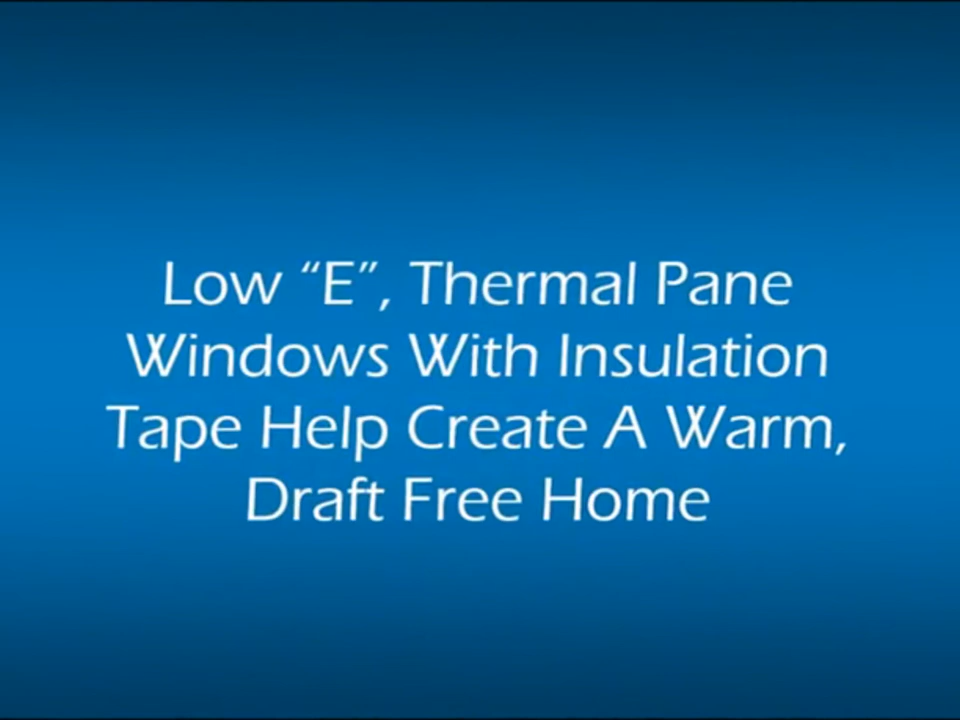 Low “E”, Thermal Pane
Windows With Insulation
Tape Help Create A Warm,
Draft Free Home